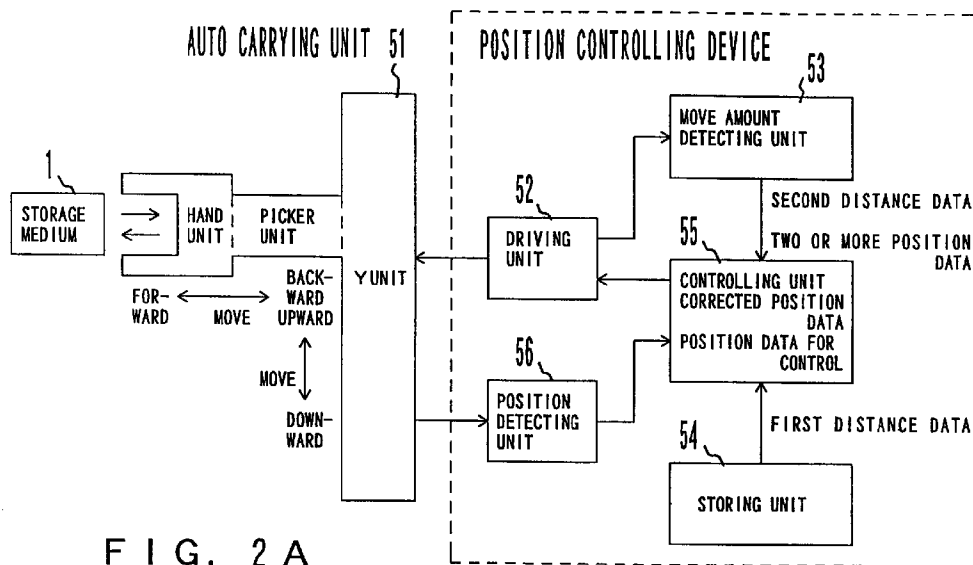 AUTO CARRYING UNIT 51
POSITION CONTROLLING DEVICE
53
MOVE AMOUNT
DETECTING UNIT
1
STORAGE
MEDIUM
HAND
UNIT
PICKER
UNIT
Y UNIT
52
DRIVING
UNIT
SECOND DISTANCE DATA
TWO OR MORE POSITION
DATA
55
CONTROLLING UNIT
CORRECTED POSITION
DATA
POSITION DATA FOR
CONTROL
FOR-
WARD
MOVE
BACK-
WARD
UPWARD
MOVE
DOWN-
WARD
56
POSITION
DETECTING
UNIT
FIRST DISTANCE DATA
54
STORING UNIT
FIG. 2A